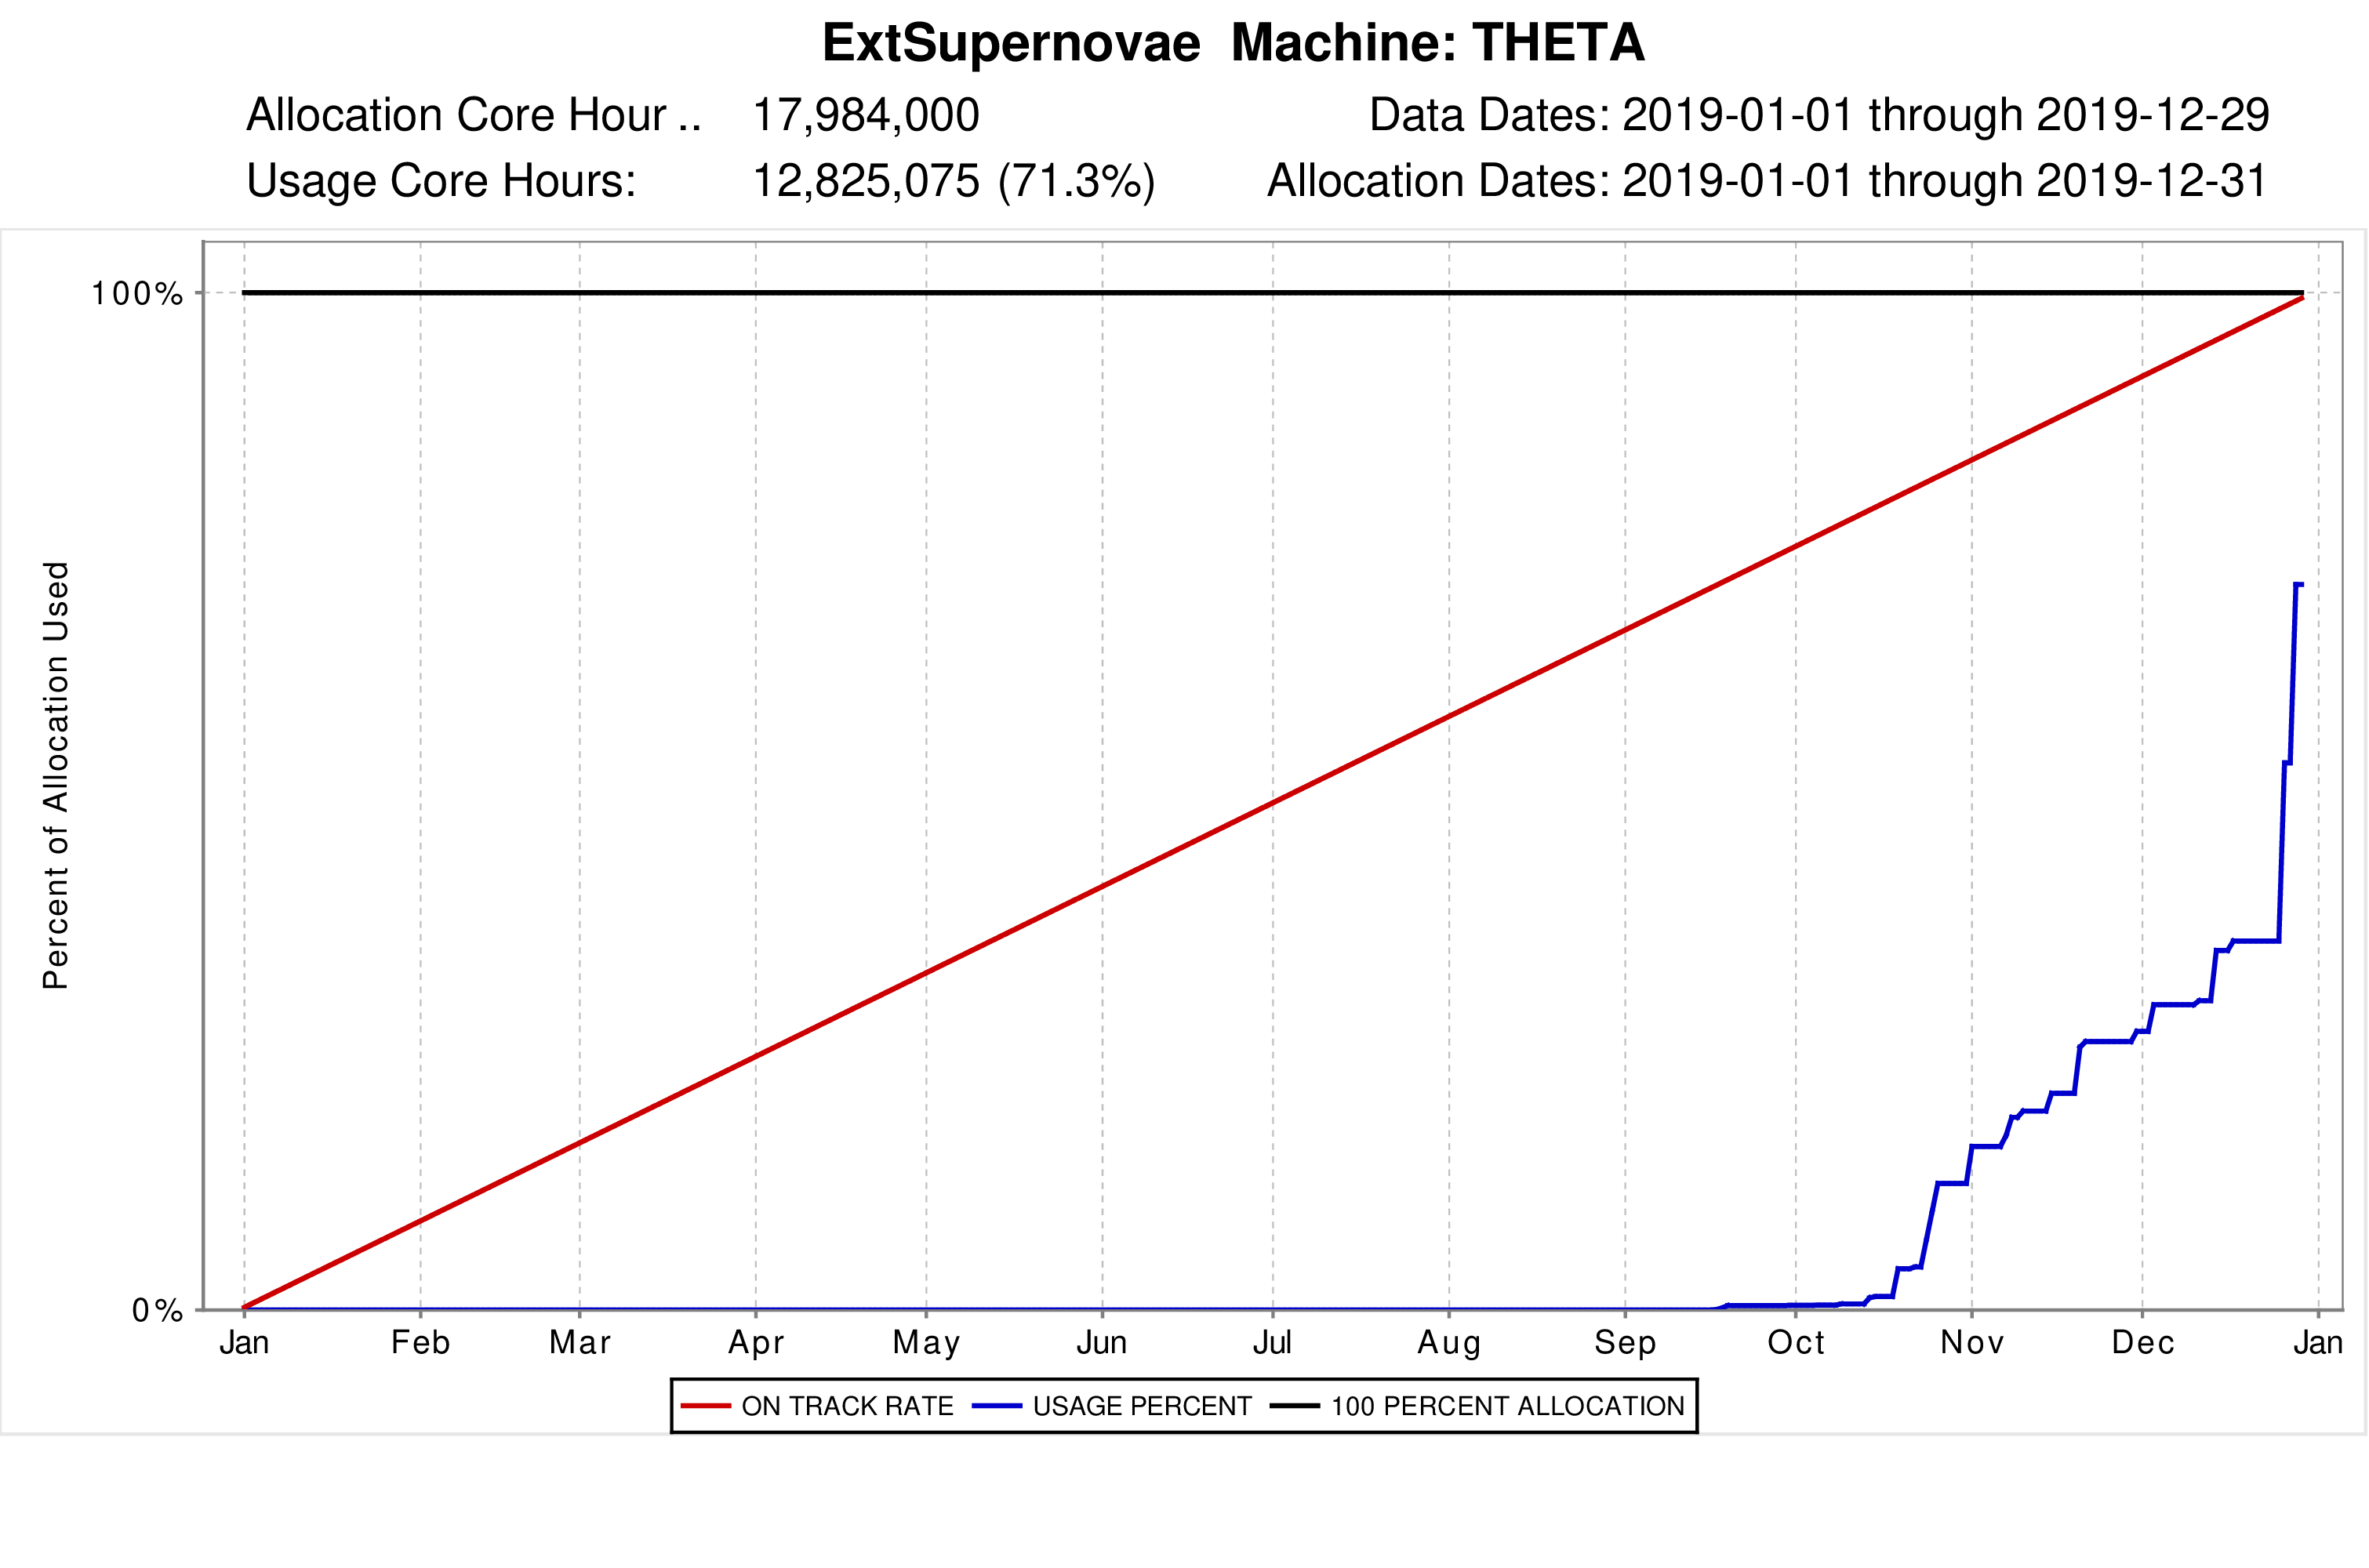 ExtSupernovae Machine: THETA
Allocation Core Hour .. 17,984,000 Data Dates: 2019-01-01 through 2019-12-29
Usage Core Hours: 12,825,075 (71.3%) Allocation Dates: 2019-01-01 through 2019-12-31
100%
Percent of Allocation Used
0%
Jan Feb Mar Apr May Jun Jul Aug Sep Oct Nov Dec Jan
ON TRACK RATE USAGE PERCENT 100 PERCENT ALLOCATION